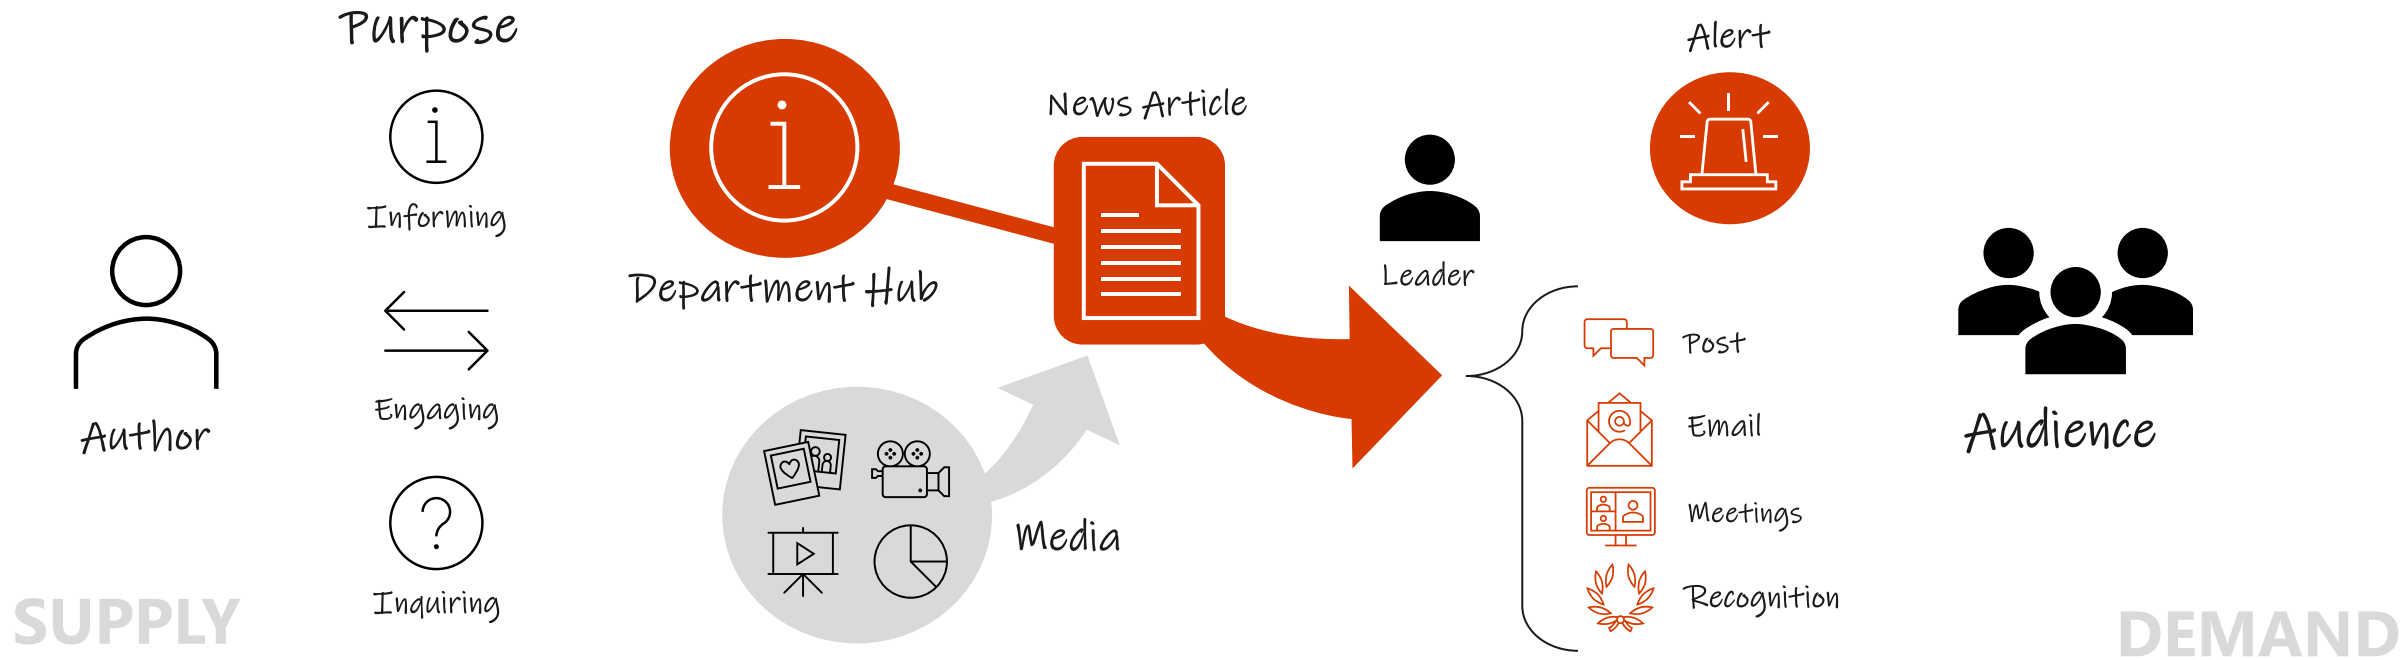 Purpose
Informing
Engaging
Inquiring
Author
SUPPLY
Department Hub
News Article
Media
Leader
Alert
Post
@
Email
Meetings
Recognition
Audience
DEMAND